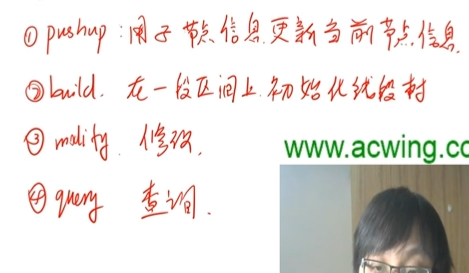 ① pushup:用子节点信息更新当前节点信息.
② build. 在一段区间上初始化线段树
③ modify 修改.
④ query 查询.
www.acwing.co